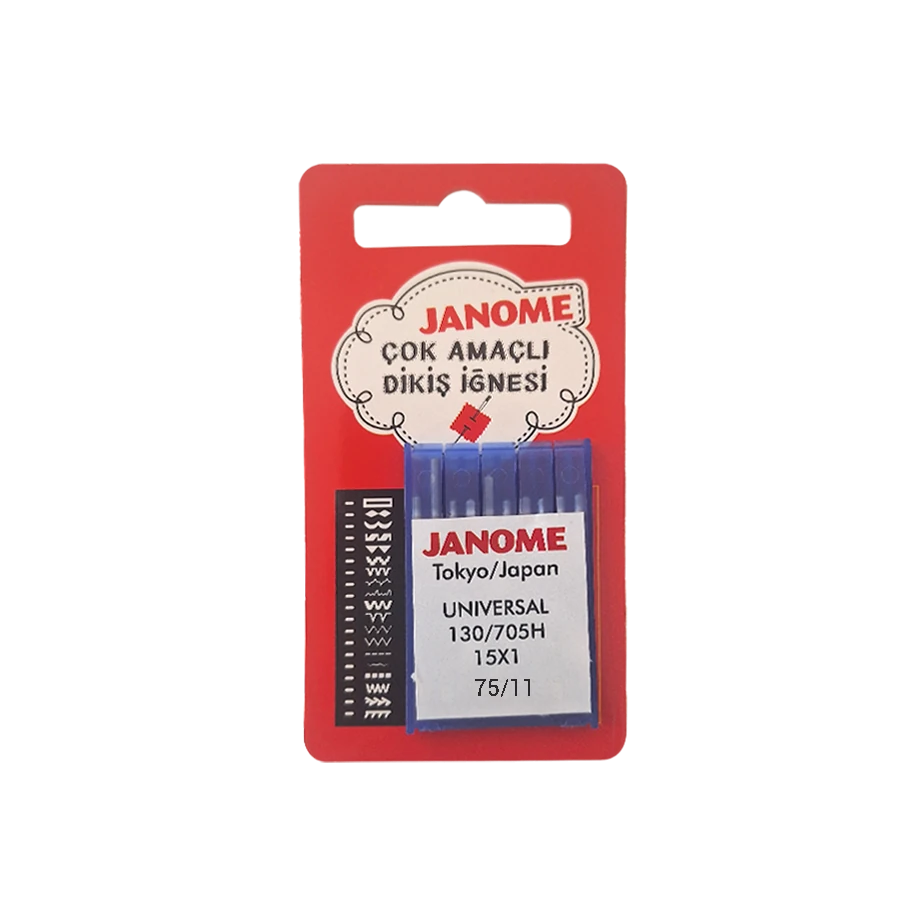 JANOME
ÇOK AMAÇLI
DİKİŞ İĞNESİ
JANOME
Tokyo/Japan
UNIVERSAL
130/705H
15X1
75/11